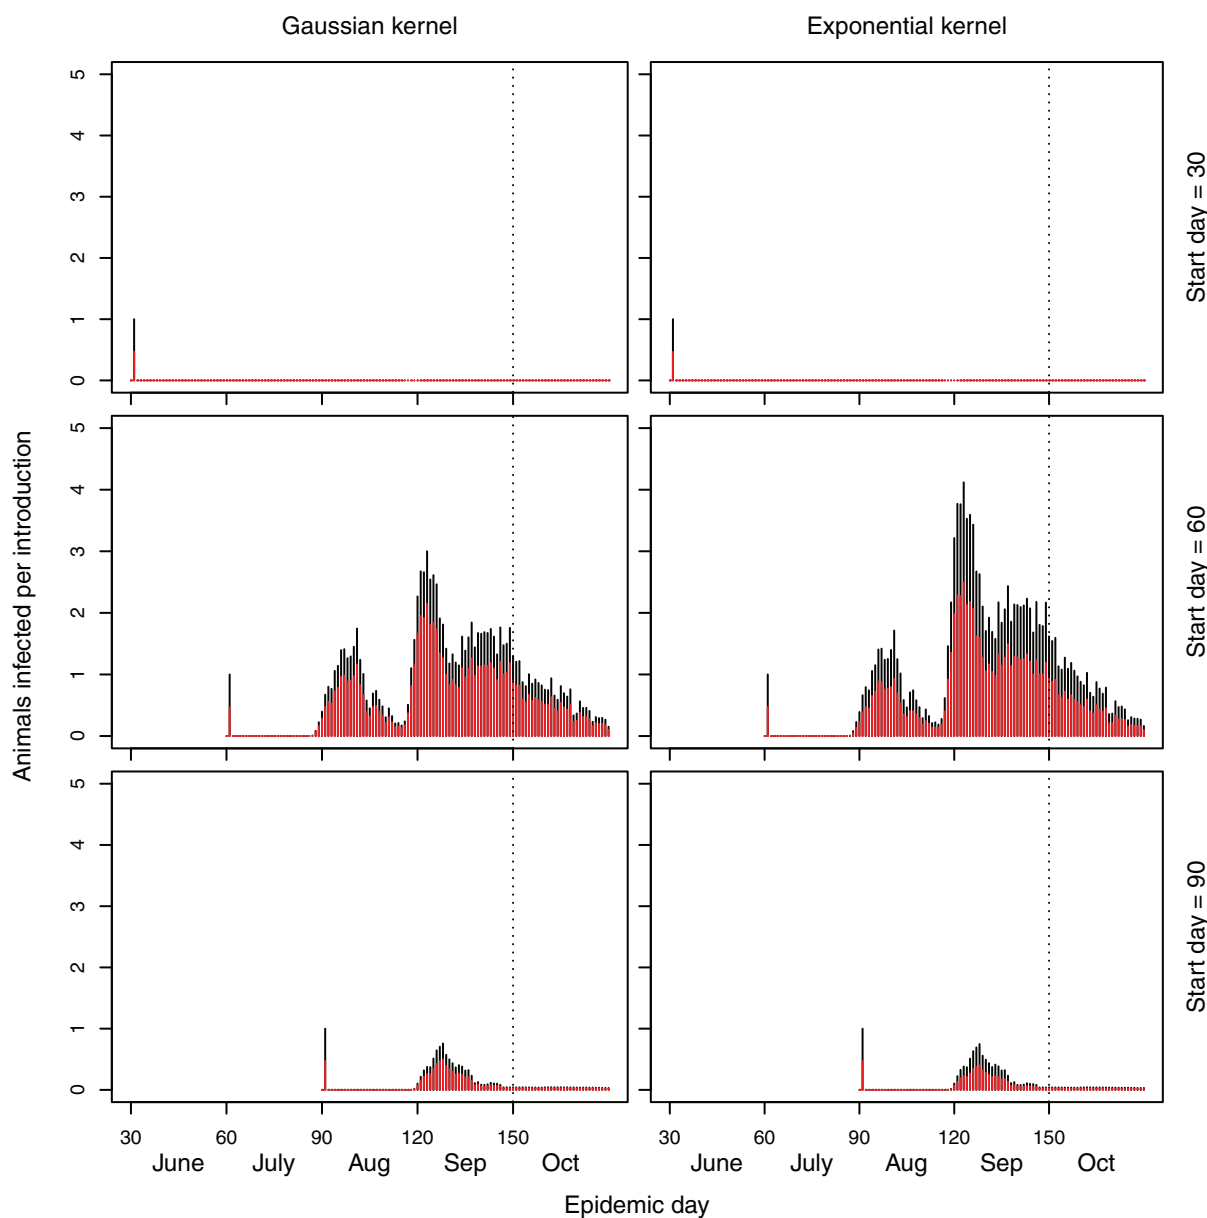 Gaussian kernel
Exponential kernel
Animals infected per introduction
5
4
3
2
1
0
Start day = 30
5
4
3
2
1
0
Start day = 60
5
4
3
2
1
0
Start day = 90
30 60 90 120 150
30 60 90 120 150
June July Aug Sep Oct
June July Aug Sep Oct
Epidemic day